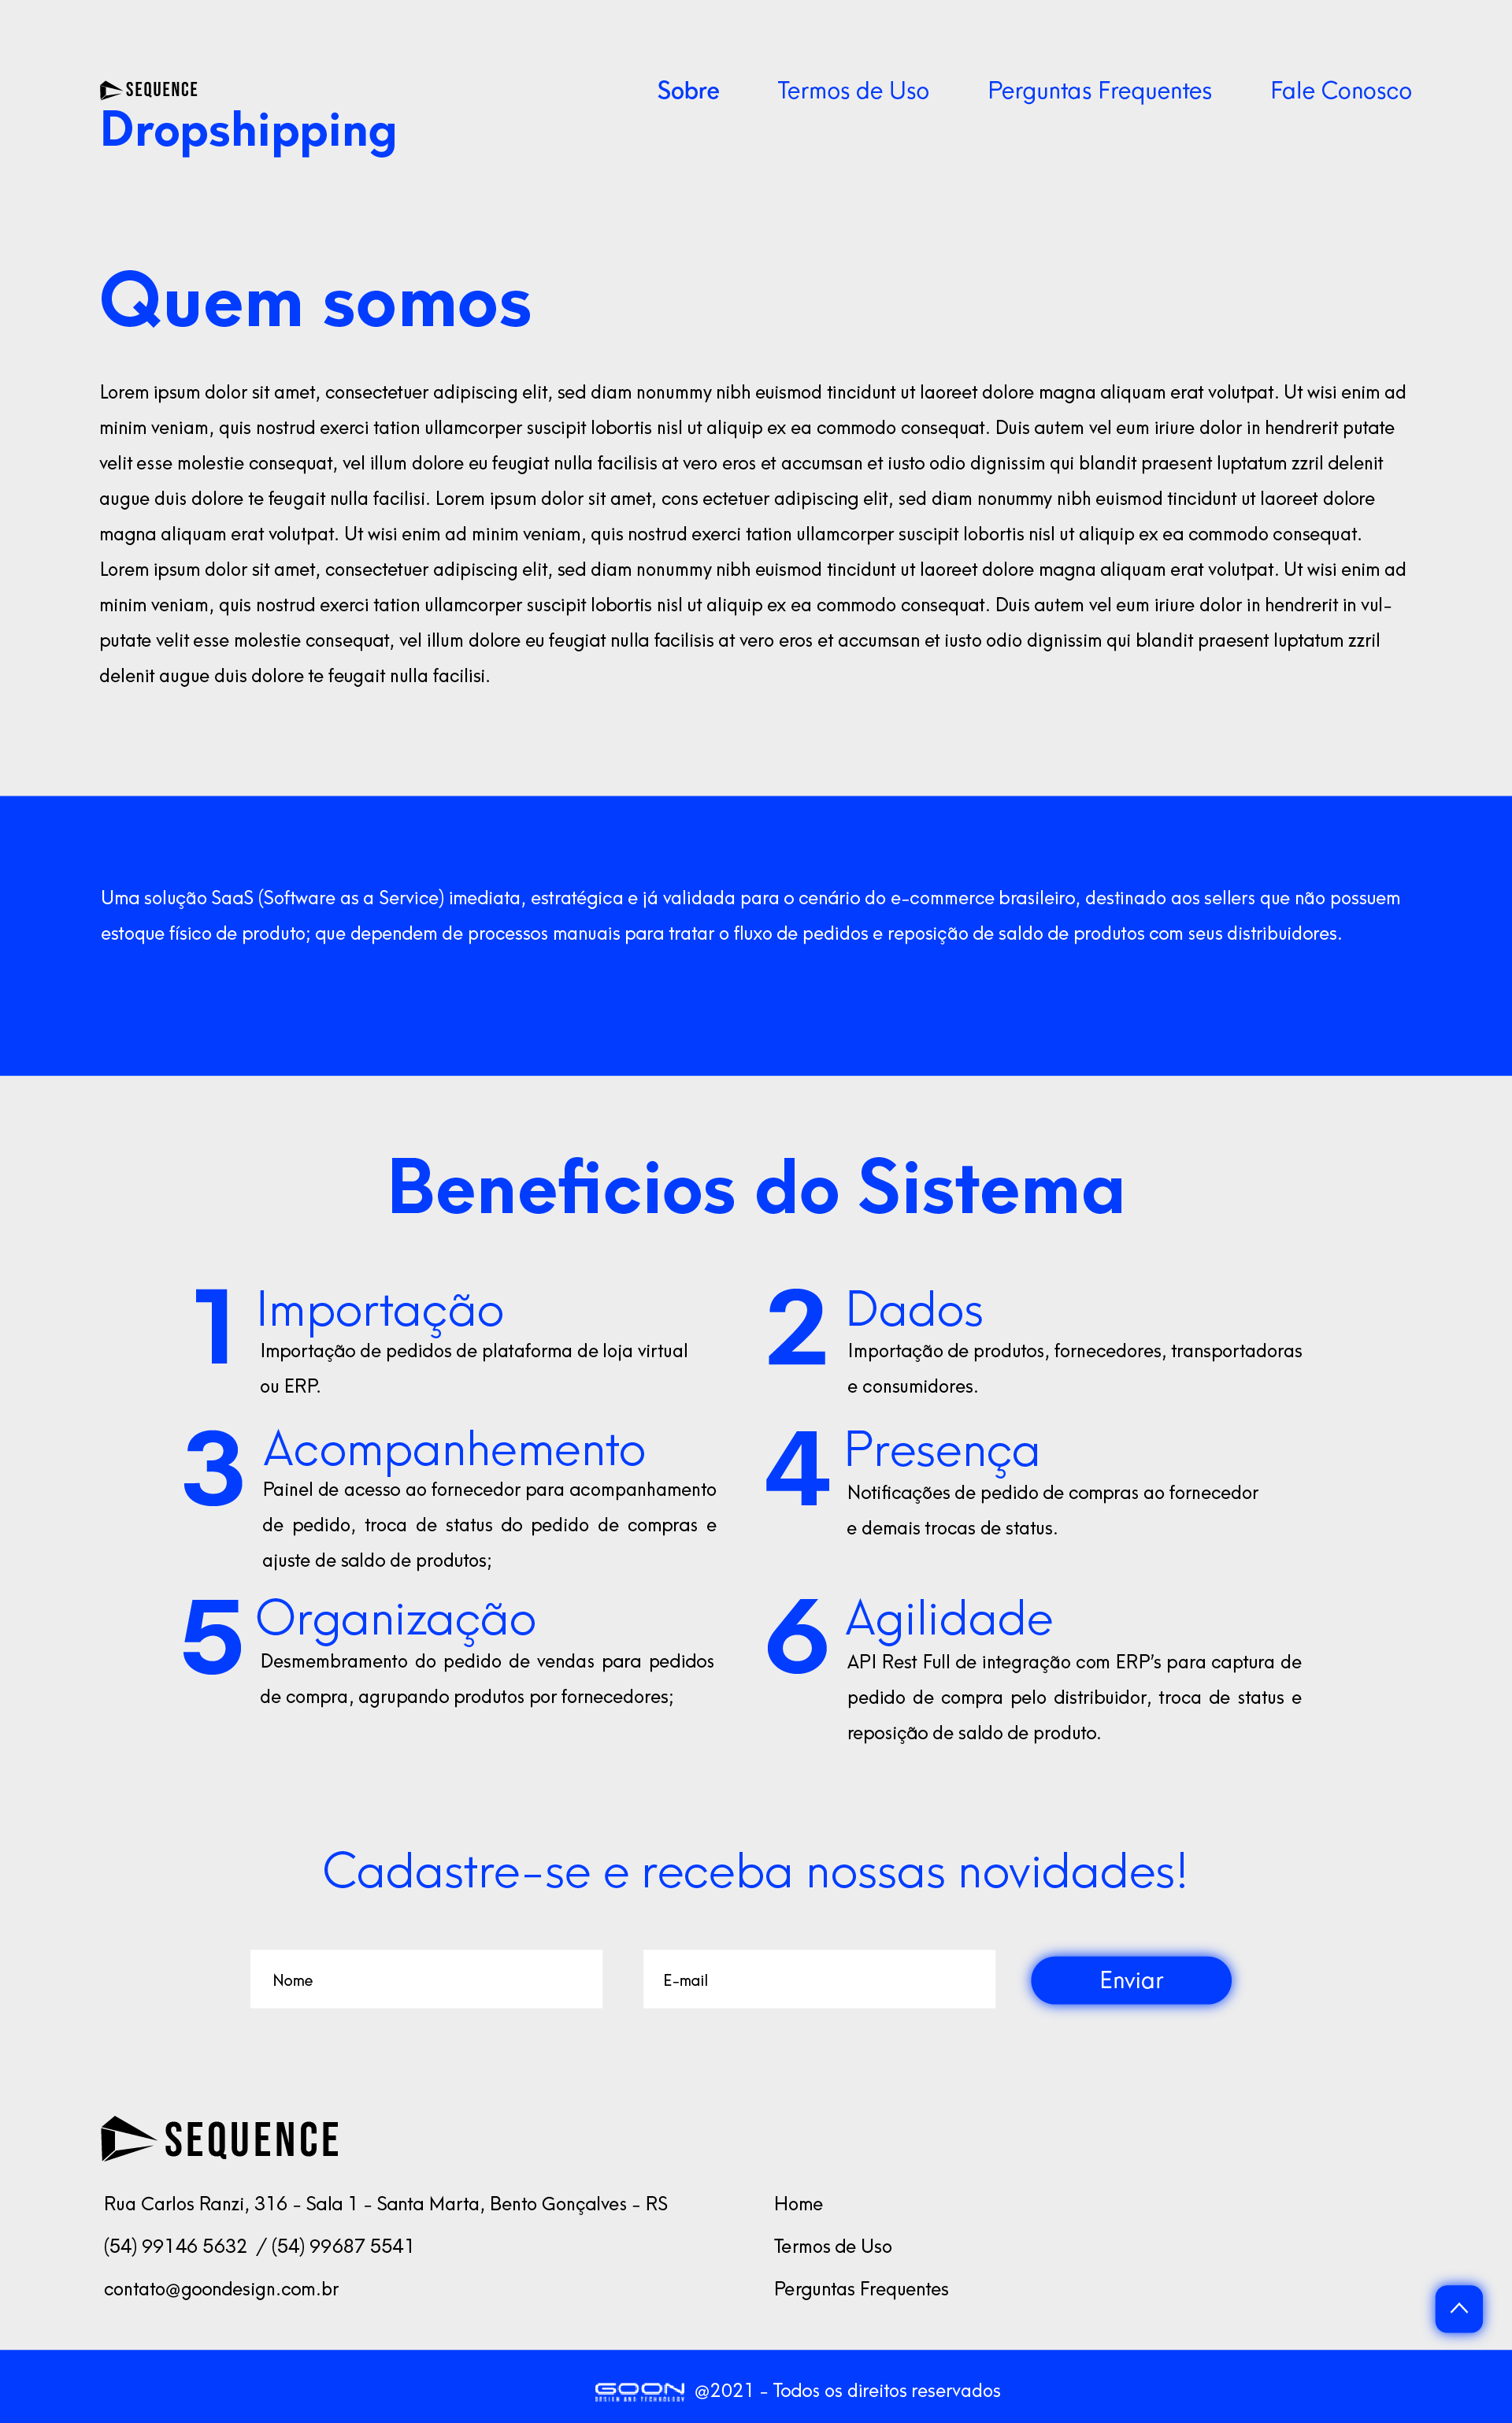 SEQUENCE
Dropshipping
Sobre Termos de Uso Perguntas Frequentes Fale Conosco
Quem somos
Lorem ipsum dolor sit amet, consectetuer adipiscing elit, sed diam nonummy nibh euismod tincidunt ut laoreet dolore magna aliquam erat volutpat. Ut wisi enim ad
minim veniam, quis nostrud exerci tation ullamcorper suscipit lobortis nisl ut aliquip ex ea commodo consequat. Duis autem vel eum iriure dolor in hendrerit putate
velit esse molestie consequat, vel illum dolore eu feugiat nulla facilisis at vero eros et accumsan et iusto odio dignissim qui blandit praesent luptatum zzril delenit
augue duis dolore te feugait nulla facilisi. Lorem ipsum dolor sit amet, cons ectetuer adipiscing elit, sed diam nonummy nibh euismod tincidunt ut laoreet dolore
magna aliquam erat volutpat. Ut wisi enim ad minim veniam, quis nostrud exerci tation ullamcorper suscipit lobortis nisl ut aliquip ex ea commodo consequat.
Lorem ipsum dolor sit amet, consectetuer adipiscing elit, sed diam nonummy nibh euismod tincidunt ut laoreet dolore magna aliquam erat volutpat. Ut wisi enim ad
minim veniam, quis nostrud exerci tation ullamcorper suscipit lobortis nisl ut aliquip ex ea commodo consequat. Duis autem vel eum iriure dolor in hendrerit in vul-
putate velit esse molestie consequat, vel illum dolore eu feugiat nulla facilisis at vero eros et accumsan et iusto odio dignissim qui blandit praesent luptatum zzril
delenit augue duis dolore te feugait nulla facilisi.
Uma solução SaaS (Software as a Service) imediata, estratégica e já validada para o cenário do e-commerce brasileiro, destinado aos sellers que não possuem
estoque físico de produto; que dependem de processos manuais para tratar o fluxo de pedidos e reposição de saldo de produtos com seus distribuidores.
Beneficios do Sistema
1 Importação
Importação de pedidos de plataforma de loja virtual
ou ERP.
2 Dados
Importação de produtos, fornecedores, transportadoras
e consumidores.
3 Acompanhemento
Painel de acesso ao fornecedor para acompanhamento
de pedido, troca de status do pedido de compras e
ajuste de saldo de produtos;
4 Presença
Notificações de pedido de compras ao fornecedor
e demais trocas de status.
5 Organização
Desmembramento do pedido de vendas para pedidos
de compra, agrupando produtos por fornecedores;
6 Agilidade
API Rest Full de integração com ERP's para captura de
pedido de compra pelo distribuidor, troca de status e
reposição de saldo de produto.
Cadastre-se e receba nossas novidades!
Nome E-mail Enviar
SEQUENCE
Rua Carlos Ranzi, 316 - Sala 1 - Santa Marta, Bento Gonçalves - RS
(54) 99146 5632 / (54) 99687 5541
contato@goondesign.com.br
Home
Termos de Uso
Perguntas Frequentes
GOON
DESIGN AND TECHNOLOGY
@2021 - Todos os direitos reservados